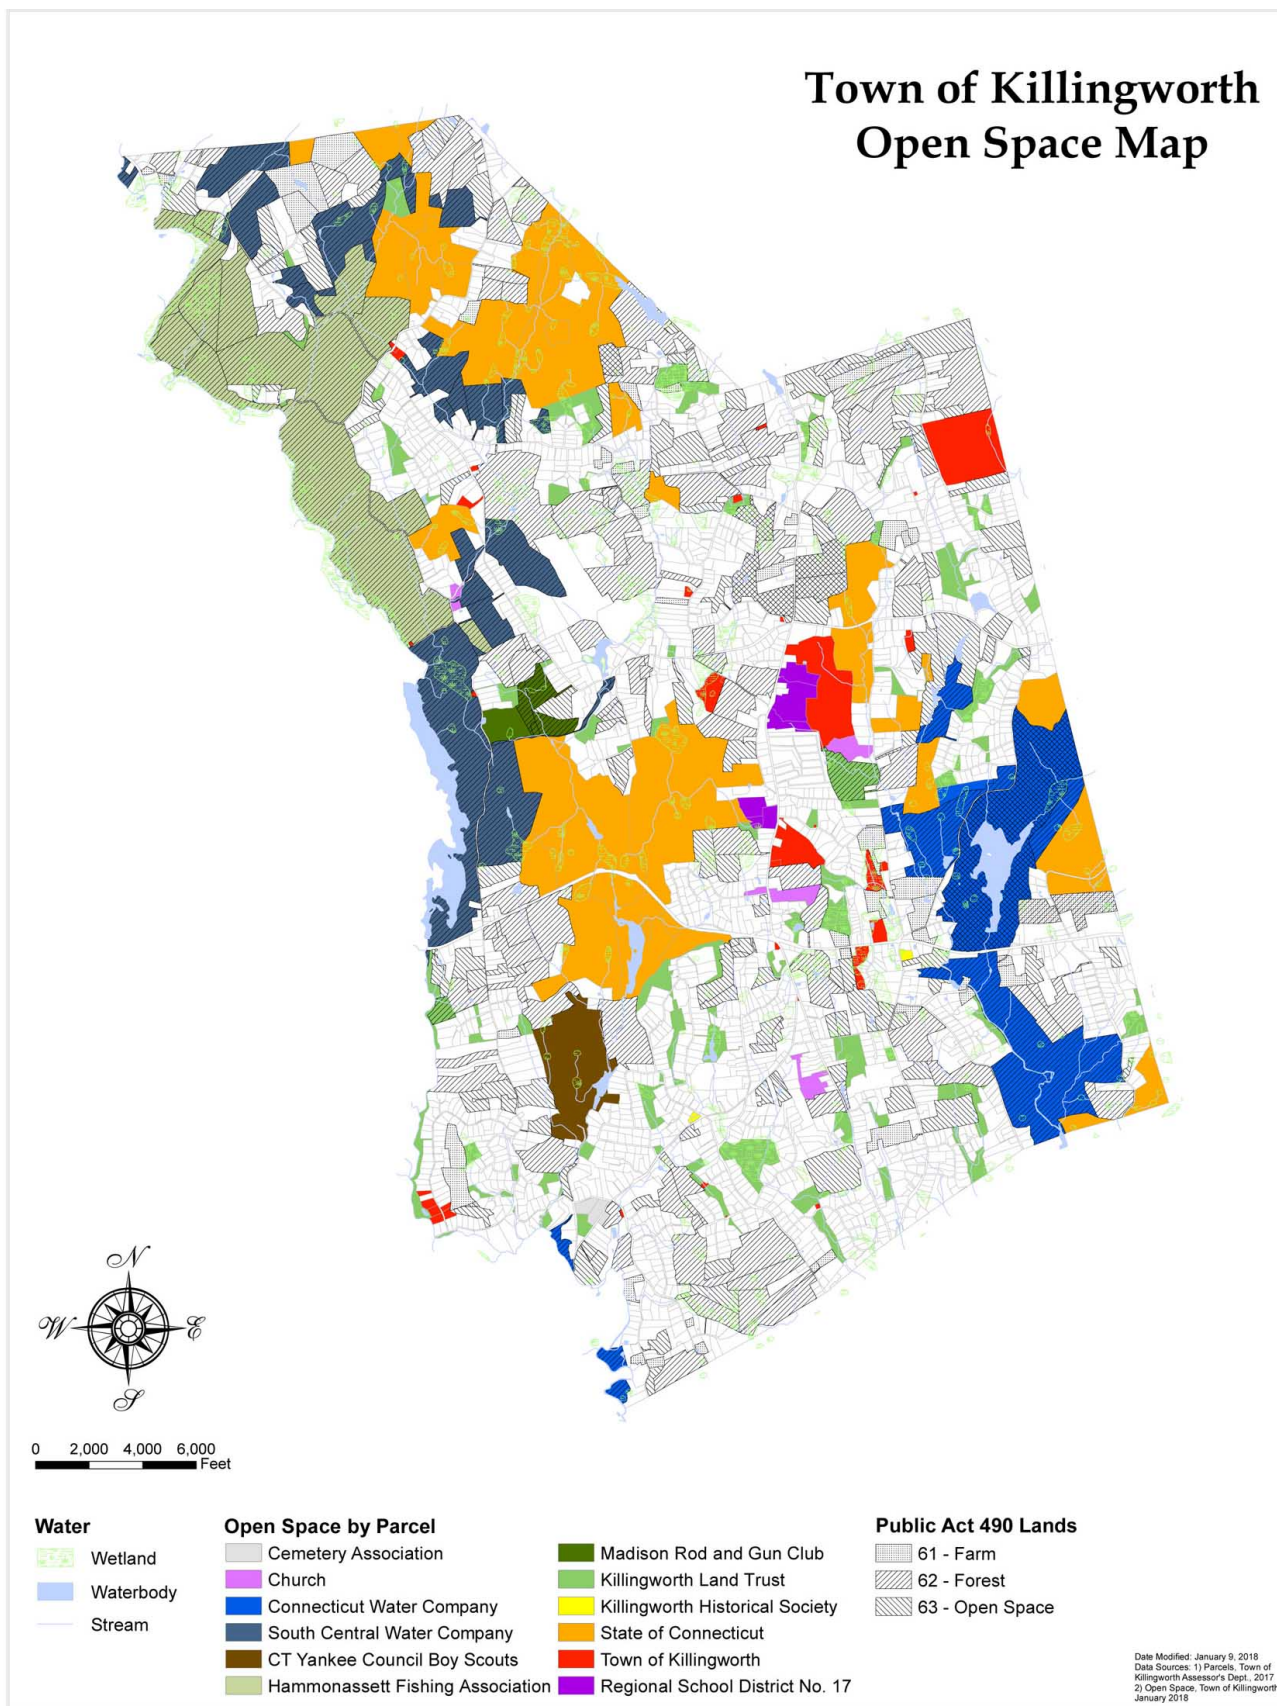 Town of Killingworth
Open Space Map
N
W
E
S
0 2,000 4,000 6,000
Feet
Water
Wetland
Waterbody
Stream
Open Space by Parcel
Cemetery Association
Church
Connecticut Water Company
South Central Water Company
CT Yankee Council Boy Scouts
Hammonassett Fishing Association
Madison Rod and Gun Club
Killingworth Land Trust
Killingworth Historical Society
State of Connecticut
Town of Killingworth
Regional School District No. 17
Public Act 490 Lands
61 - Farm
62 - Forest
63 - Open Space
Date Modified: January 9, 2018
Data Sources: 1) Parcels, Town of
Killingworth Assessor's Dept., 2017
2) Open Space, Town of Killingworth
January 2018